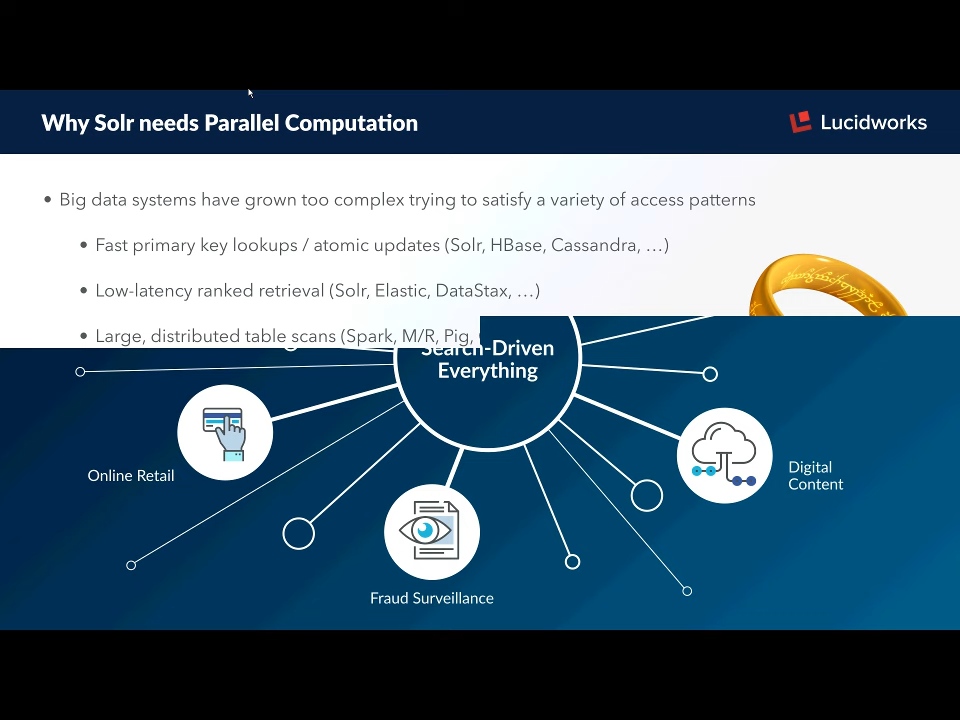 Why Solr needs Parallel Computation
Lucidworks
• Big data systems have grown too complex trying to satisfy a variety of access patterns
• Fast primary key lookups / atomic updates (Solr, HBase, Cassandra, …)
• Low-latency ranked retrieval (Solr, Elastic, DataStax, …)
• Large, distributed table scans (Spark, M/R, Pig,
Search-Driven
Everything
Online Retail
Digital
Content
Fraud Surveillance